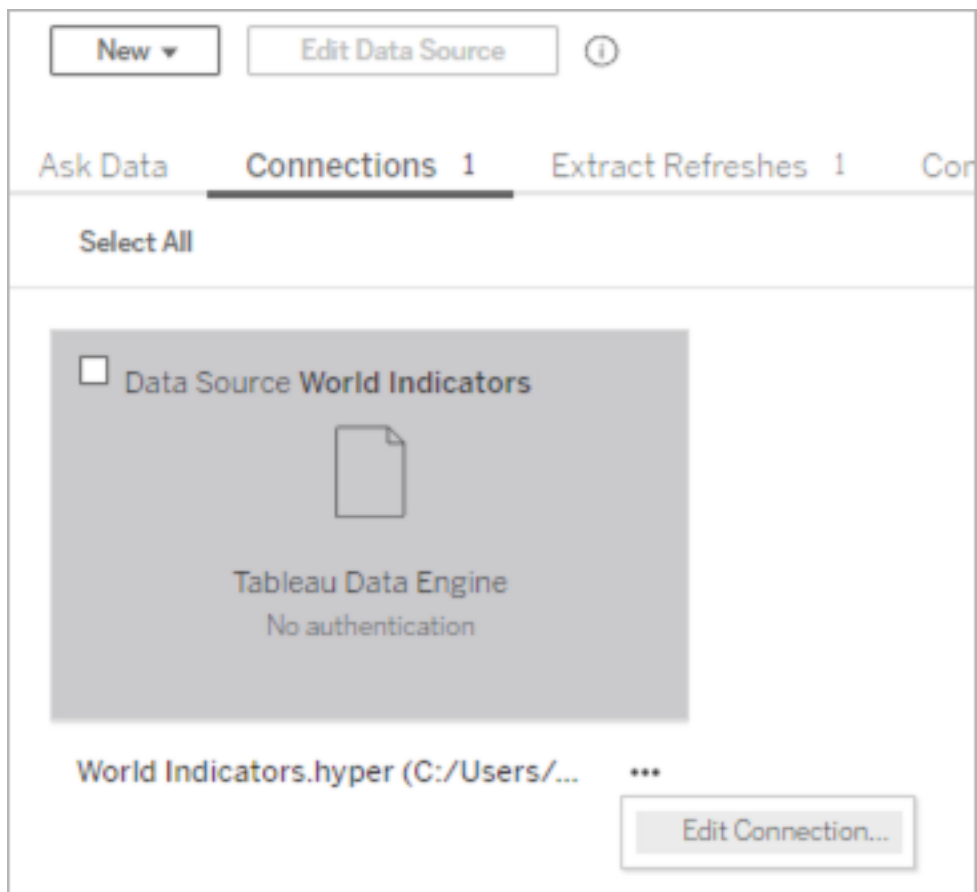 New Edit Data Source
Ask Data Connections 1 Extract Refreshes 1 Con
Select All
Data Source World Indicators
Tableau Data Engine
No authentication
World Indicators.hyper (C:/Users/... ...
Edit Connection...